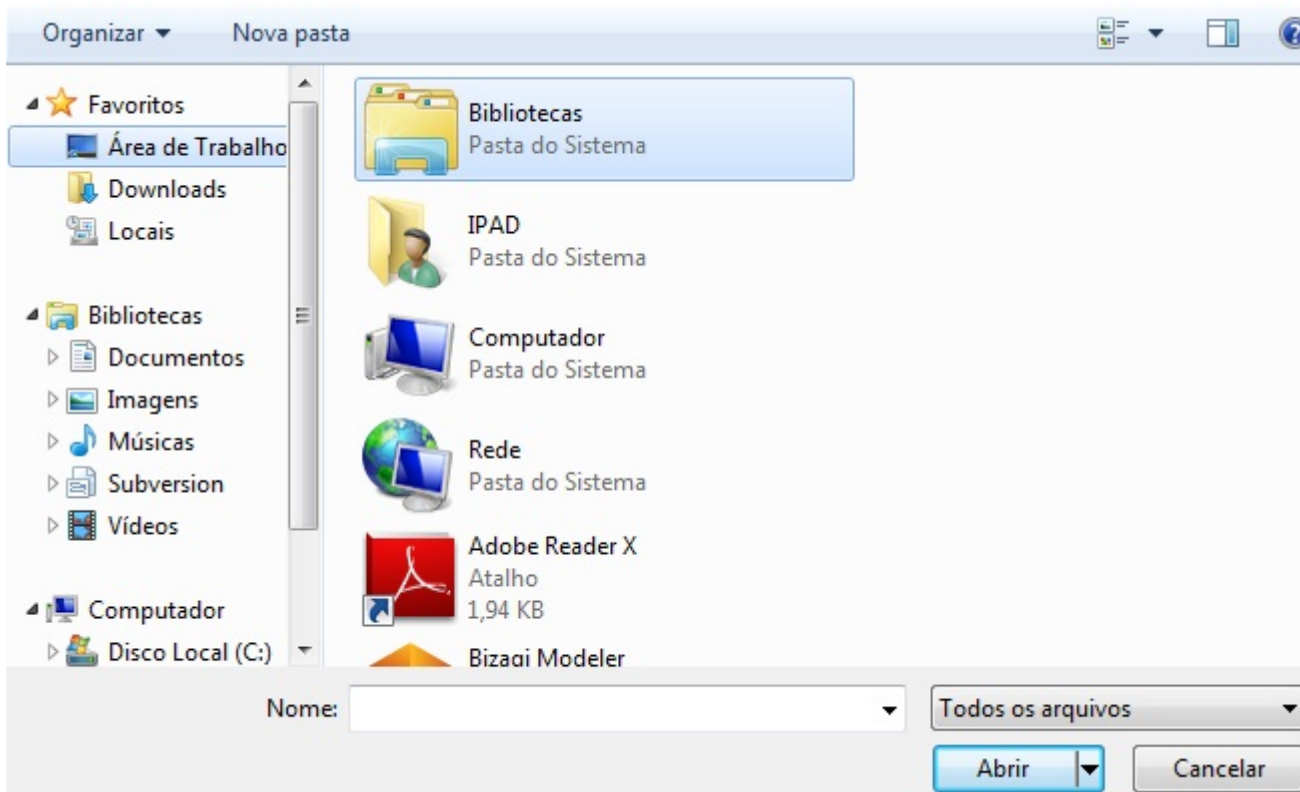 Organizar Nova pasta
Favoritos
Área de Trabalho
Downloads
Locais
Bibliotecas
Documentos
Imagens
Músicas
Subversion
Vídeos
Computador
Disco Local (C:)
Bibliotecas
Pasta do Sistema
IPAD
Pasta do Sistema
Computador
Pasta do Sistema
Rede
Pasta do Sistema
Adobe Reader X
Atalho
1,94 KB
Bizagi Modeler
Nome: Todos os arquivos
Abrir Cancelar